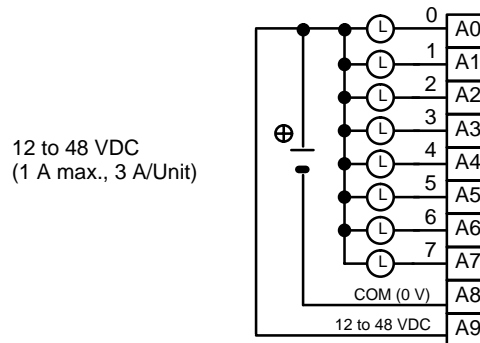 12 to 48 VDC
(1 A max., 3 A/Unit)
L 0 A0
L 1 A1
L 2 A2
L 3 A3
L 4 A4
L 5 A5
L 6 A6
L 7 A7
COM (0 V) A8
12 to 48 VDC A9